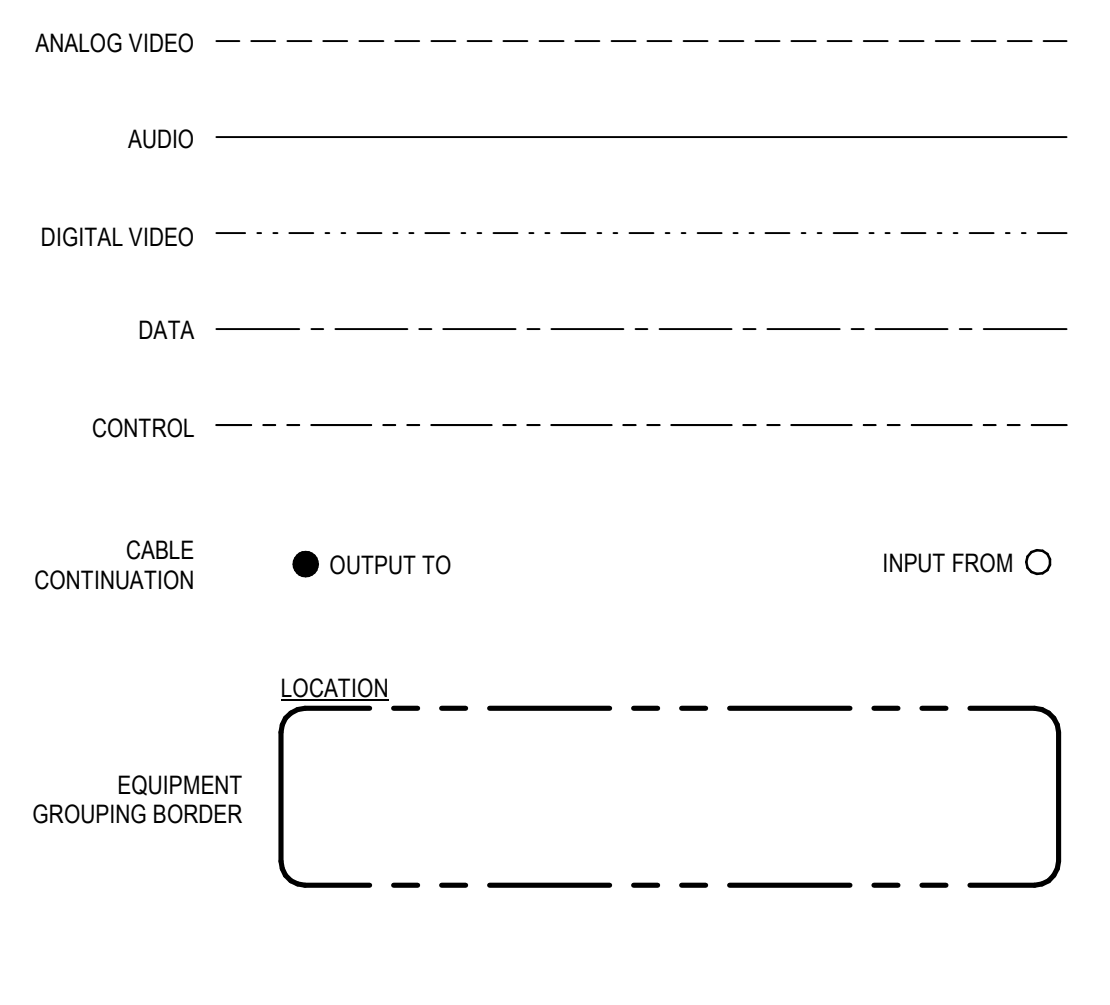 ANALOG VIDEO
AUDIO
DIGITAL VIDEO
DATA
CONTROL
CABLE
CONTINUATION
OUTPUT TO
INPUT FROM
LOCATION
EQUIPMENT
GROUPING BORDER